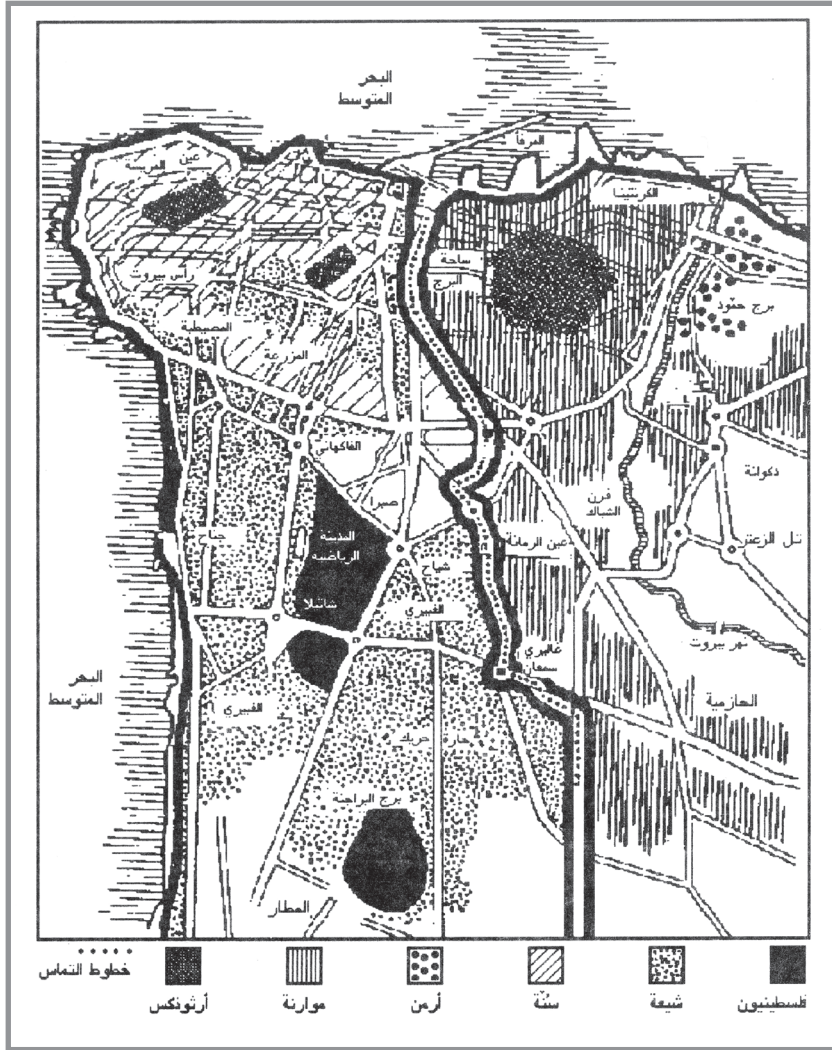 البحر
المتوسط
المرفأ
عين المريسة
الكرنتينا
ساحة
البرج
رأس بيروت
برج حمود
المصيطبة
المزرعة
الفاكهاني
دكوانة
صبرا
فرن
الشباك
المدينة
الرياضية
جناح
عين الرمانة
تل الزعتر
شياح
شاتيلا
الغبيري
غاليري
سمعان
نهر بيروت
البحر
المتوسط
الغبيري
الحازمية
حارة حريك
برج البراجنة
المطار
خطوط التماس
أرثوذكس
موارنة
أرمن
سنّة
شيعة
فلسطينيون